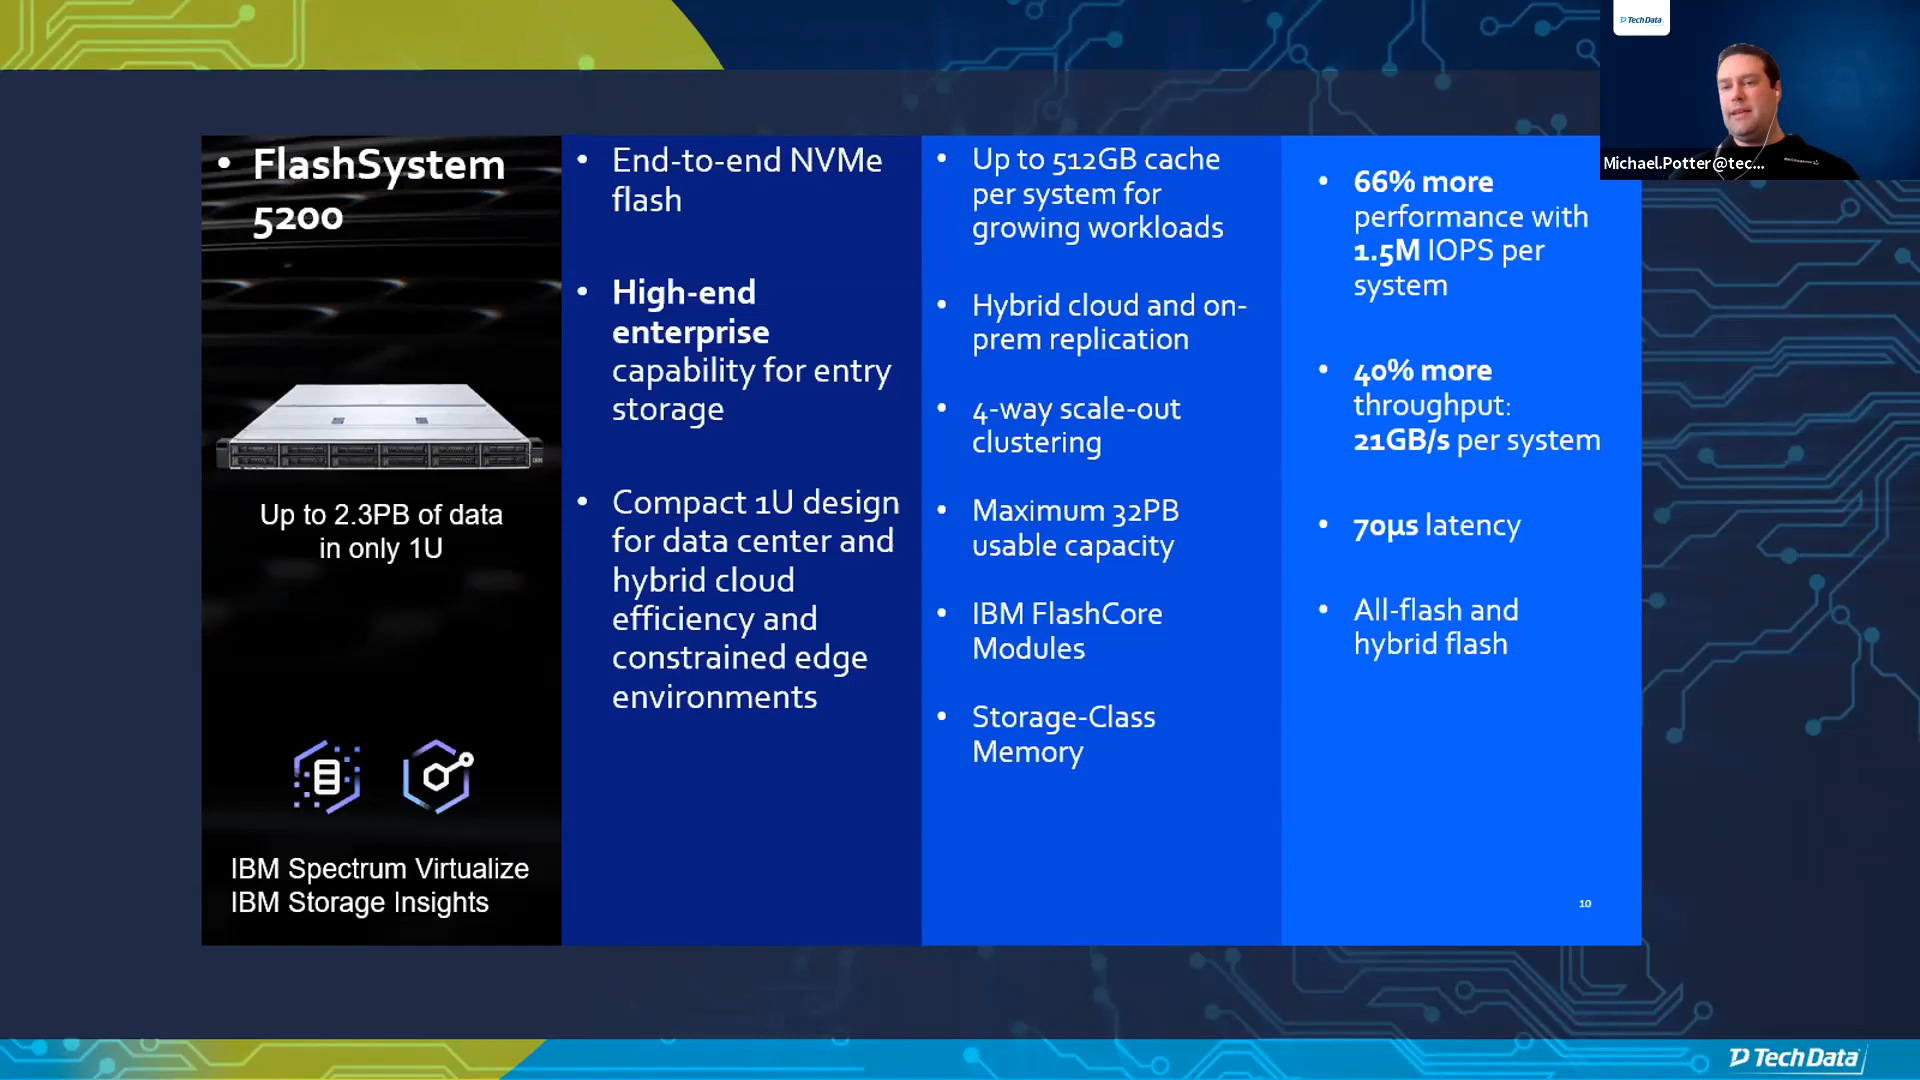 TechData
Michael.Potter@tec...
• FlashSystem
5200
Up to 2.3PB of data
in only 1U
IBM Spectrum Virtualize
IBM Storage Insights
• End-to-end NVMe
flash
• High-end
enterprise
capability for entry
storage
• Compact 1U design
for data center and
hybrid cloud
efficiency and
constrained edge
environments
• Up to 512GB cache
per system for
growing workloads
• Hybrid cloud and on-
prem replication
• 4-way scale-out
clustering
• Maximum 32PB
usable capacity
• IBM FlashCore
Modules
• Storage-Class
Memory
• 66% more
performance with
1.5M IOPS per
system
• 40% more
throughput:
21GB/s per system
• 70µs latency
• All-flash and
hybrid flash
10
Tech Data